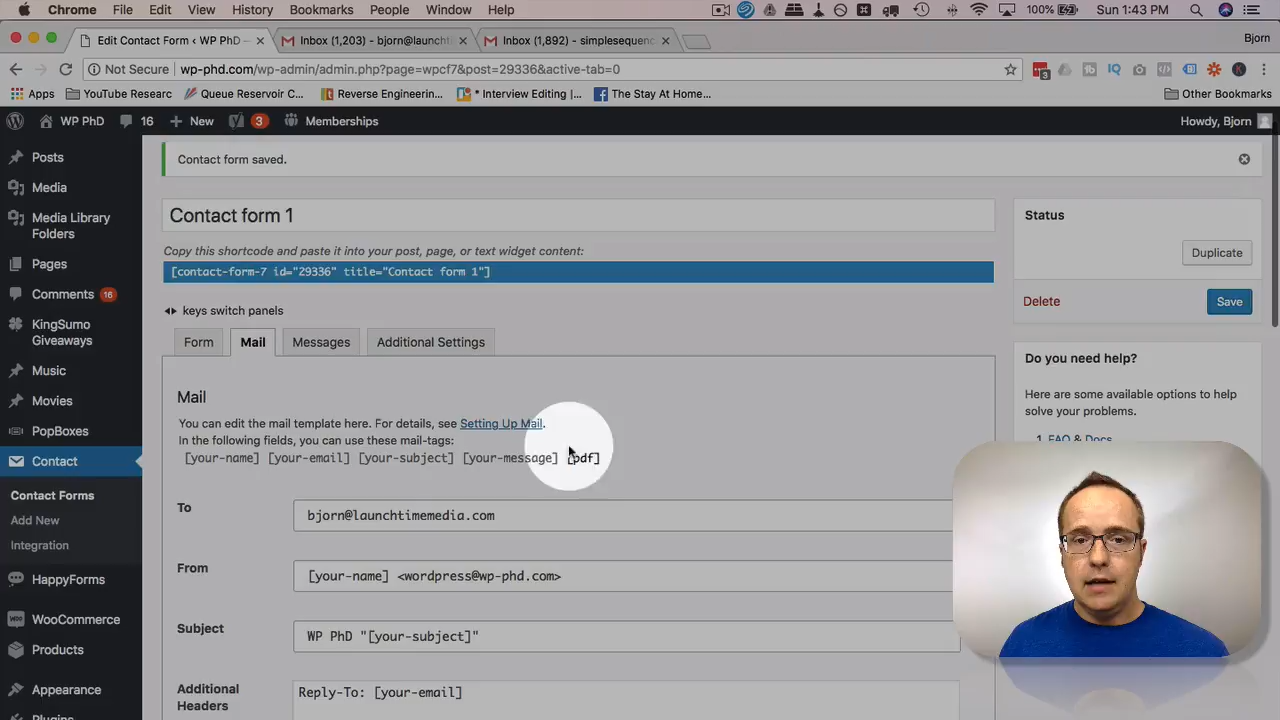 Chrome File Edit View History Bookmarks People Window Help 100% Sun 1:43 PM
Edit Contact Form ‹ WP PhD — Inbox (1,203) - bjorn@launchti Inbox (1,892) - simplesequenc Bjorn
Not Secure wp-phd.com/wp-admin/admin.php?page=wpcf7&post=29336&active-tab=0 3
Apps YouTube Researc Queue Reservoir C... Reverse Engineerin... * Interview Editing |... The Stay At Home... Other Bookmarks
WP PhD 16 New 3 Memberships Howdy, Bjorn
Posts
Media
Media Library
Folders
Pages
Comments 16
KingSumo
Giveaways
Music
Movies
PopBoxes
Contact
Contact Forms
Add New
Integration
HappyForms
WooCommerce
Products
Appearance
Plugins
Contact form saved.
Contact form 1
Copy this shortcode and paste it into your post, page, or text widget content:
[contact-form-7 id="29336" title="Contact form 1"]
keys switch panels
Form Mail Messages Additional Settings
Mail
You can edit the mail template here. For details, see Setting Up Mail.
In the following fields, you can use these mail-tags:
[your-name] [your-email] [your-subject] [your-message] [pdf]
To bjorn@launchtimemedia.com
From [your-name] <wordpress@wp-phd.com>
Subject WP PhD "[your-subject]"
Additional
Headers
Reply-To: [your-email]
Status
Duplicate
Delete Save
Do you need help?
Here are some available options to help
solve your problems.
1. FAQ & Docs